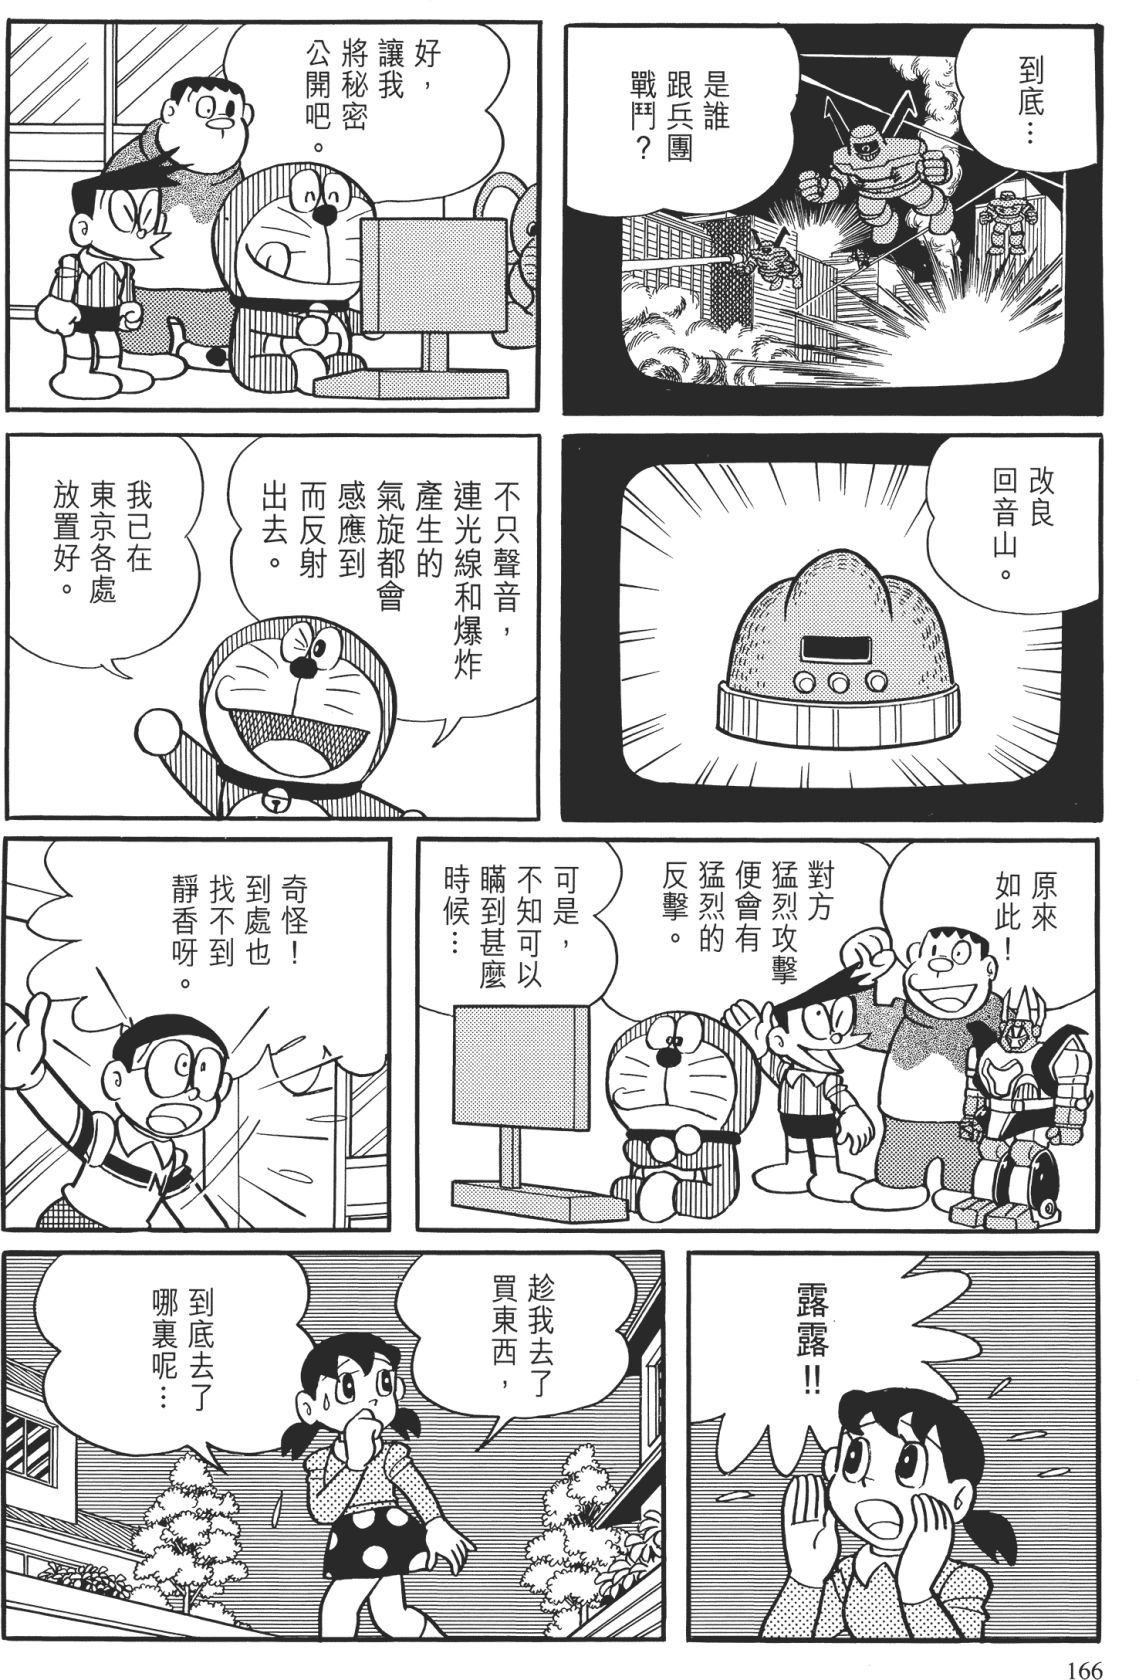 到底…
是誰
跟兵團
戰鬥？
好，
讓我
將秘密
公開吧。
改良
回音山。
不只聲音，
連光線和爆炸
產生的
氣旋都會
感應到
而反射
出去。
我已在
東京各處
放置好。
原來
如此！
對方
猛烈攻擊
便會有
猛烈的
反擊。
可是，
不知可以
瞞到甚麼
時候…
奇怪！
到處也
找不到
靜香呀。
露露!!
趁我去了
買東西，
到底去了
哪裏呢…
166